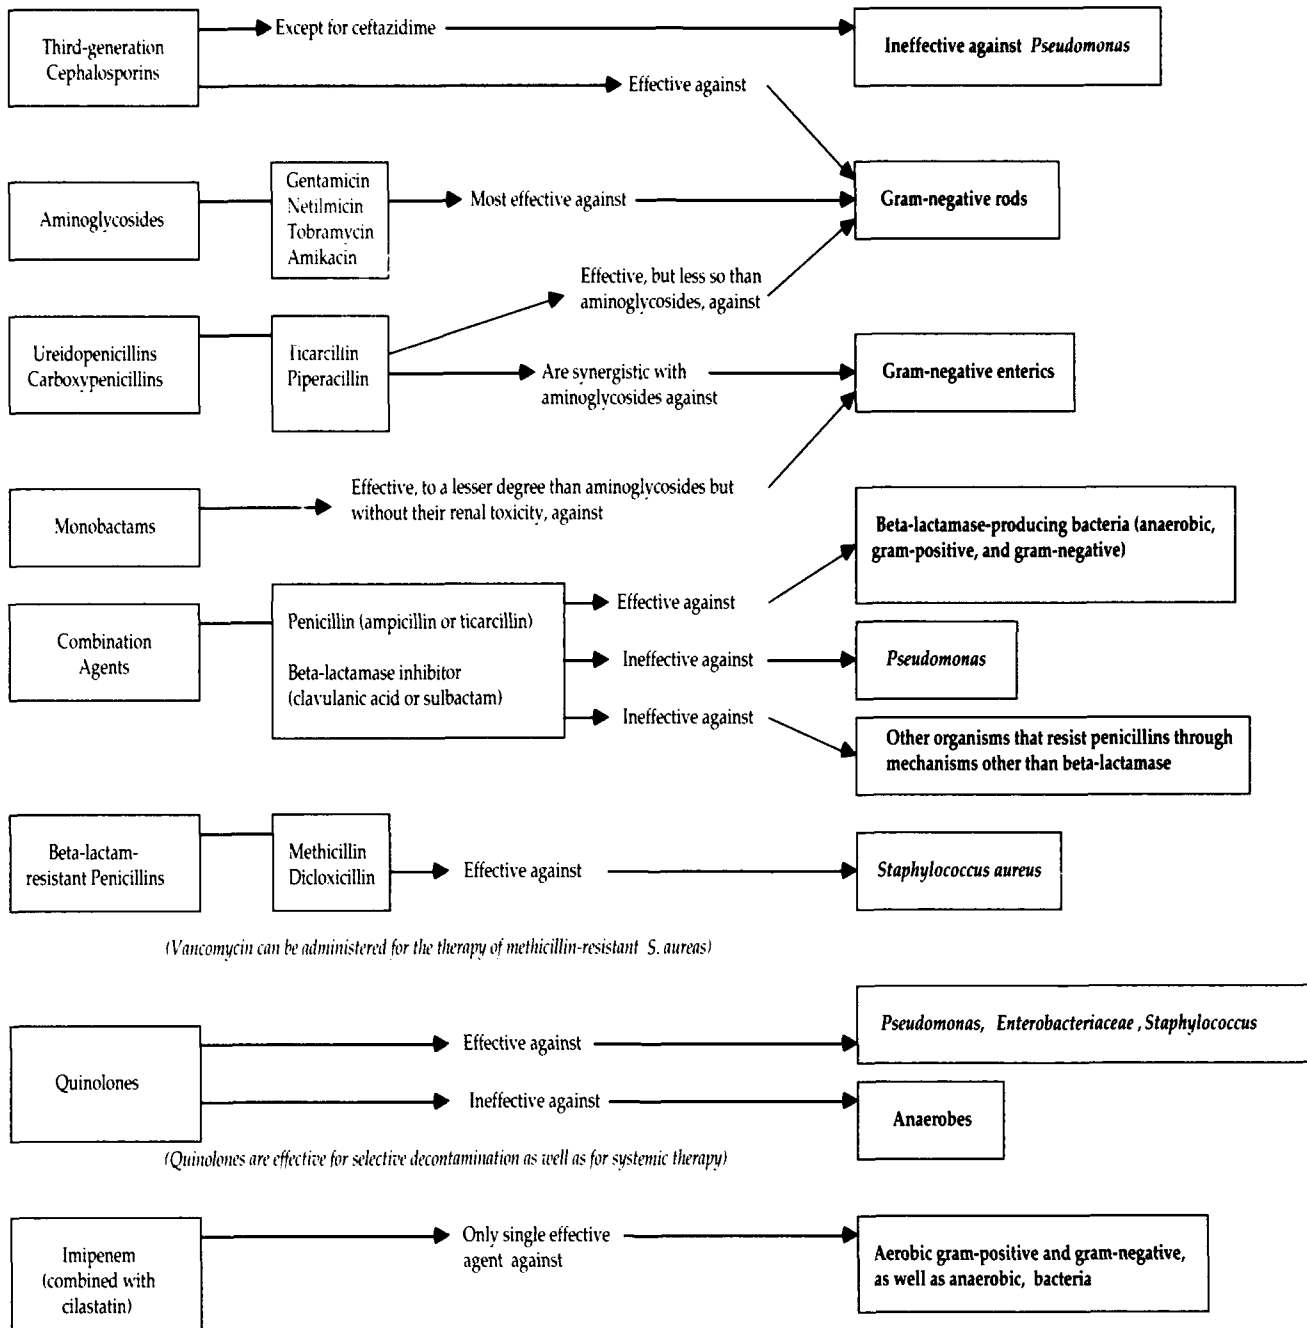 Third-generation
Cephalosporins
Except for ceftazidime
Ineffective against Pseudomonas
Effective against
Aminoglycosides
Gentamicin
Netilmicin
Tobramycin
Amikacin
Most effective against
Gram-negative rods
Effective, but less so than
aminoglycosides, against
Ureidopenicillins
Carboxypenicillins
Ticarcillin
Piperacillin
Are synergistic with
aminoglycosides against
Gram-negative enterics
Monobactams
Effective, to a lesser degree than aminoglycosides but
without their renal toxicity, against
Beta-lactamase-producing bacteria (anaerobic,
gram-positive, and gram-negative)
Combination
Agents
Penicillin (ampicillin or ticarcillin)
Beta-lactamase inhibitor
(clavulanic acid or sulbactam)
Effective against
Ineffective against
Pseudomonas
Ineffective against
Other organisms that resist penicillins through
mechanisms other than beta-lactamase
Beta-lactam-
resistant Penicillins
Methicillin
Dicloxicillin
Effective against
Staphylococcus aureus
(Vancomycin can be administered for the therapy of methicillin-resistant S. aureas)
Quinolones
Effective against
Pseudomonas, Enterobacteriaceae, Staphylococcus
Ineffective against
Anaerobes
(Quinolones are effective for selective decontamination as well as for systemic therapy)
Imipenem
(combined with
cilastatin)
Only single effective
agent against
Aerobic gram-positive and gram-negative,
as well as anaerobic, bacteria